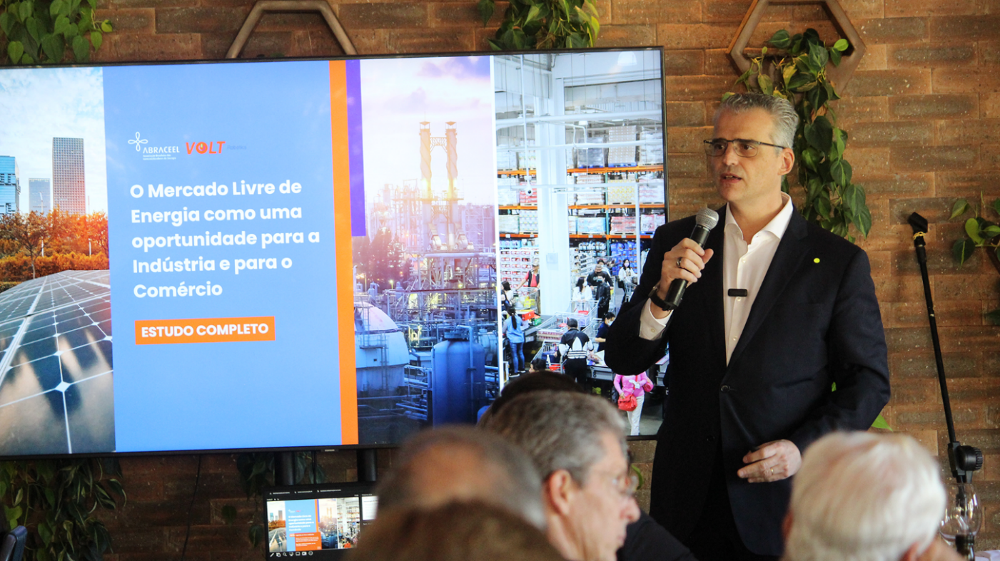 ABRACEEL
VOLT
O Mercado Livre de
Energia como uma
oportunidade para a
Indústria e para o
Comércio
ESTUDO COMPLETO